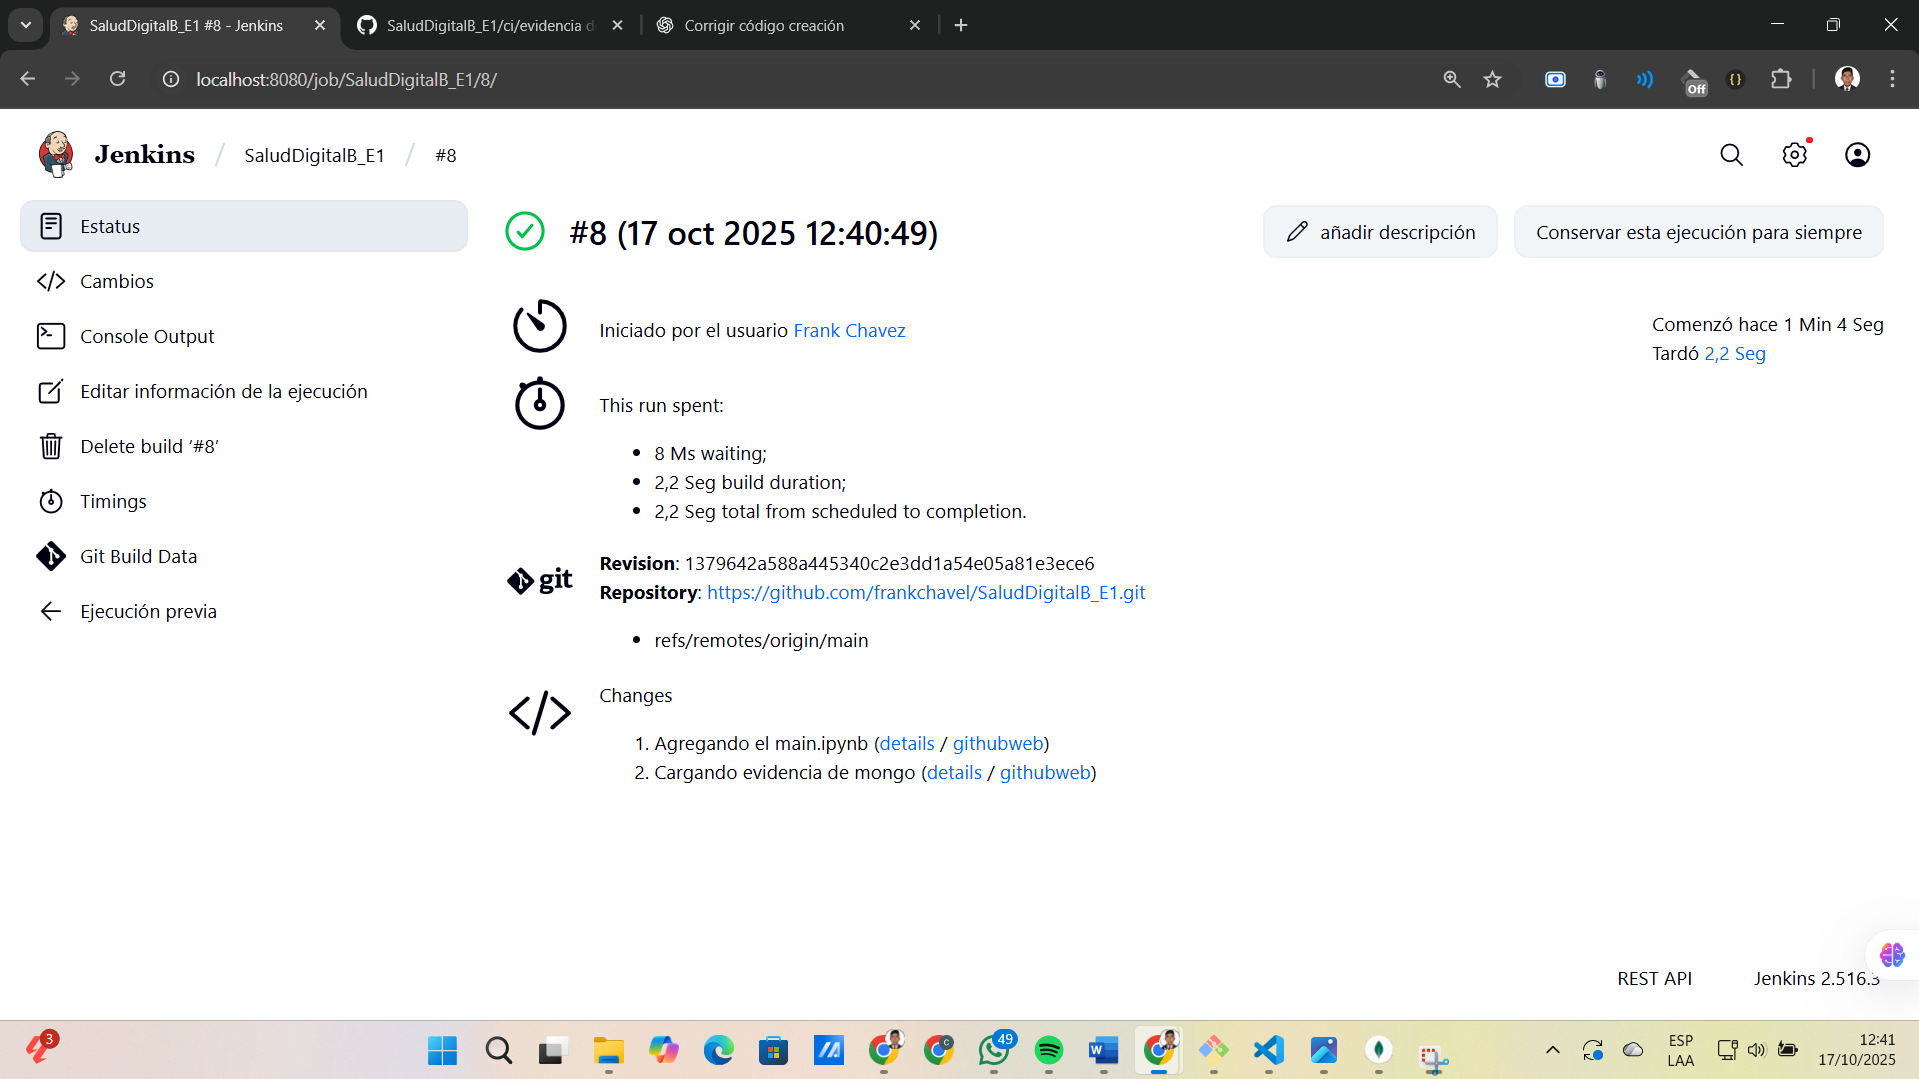 SaludDigitalB_E1 #8 - Jenkins
SaludDigitalB_E1/ci/evidencia d
Corrigir código creación
localhost:8080/job/SaludDigitalB_E1/8/
Off
Jenkins / SaludDigitalB_E1 / #8
Estatus
Cambios
Console Output
Editar información de la ejecución
Delete build ‘#8’
Timings
Git Build Data
Ejecución previa
#8 (17 oct 2025 12:40:49)
añadir descripción
Conservar esta ejecución para siempre
Iniciado por el usuario Frank Chavez
Comenzó hace 1 Min 4 Seg
Tardó 2,2 Seg
This run spent:
• 8 Ms waiting;
• 2,2 Seg build duration;
• 2,2 Seg total from scheduled to completion.
git
Revision: 1379642a588a445340c2e3dd1a54e05a81e3ece6
Repository: https://github.com/frankchavel/SaludDigitalB_E1.git
• refs/remotes/origin/main
Changes
1. Agregando el main.ipynb (details / githubweb)
2. Cargando evidencia de mongo (details / githubweb)
REST API
Jenkins 2.516.3
3
C
49
W
ESP
LAA
12:41
17/10/2025